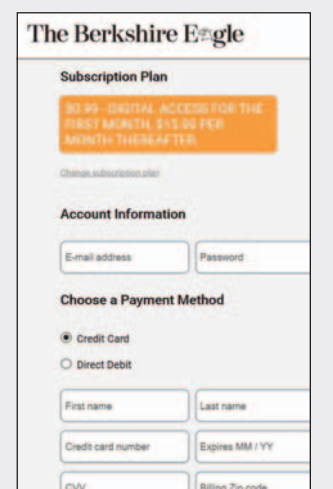 The Berkshire Eagle
Subscription Plan
$0.99 - DIGITAL ACCESS FOR THE
FIRST MONTH, $15.99 PER
MONTH THEREAFTER
Change subscription plan
Account Information
E-mail address Password
Choose a Payment Method
Credit Card
Direct Debit
First name Last name
Credit card number Expires MM / YY
CVV Billing Zip code